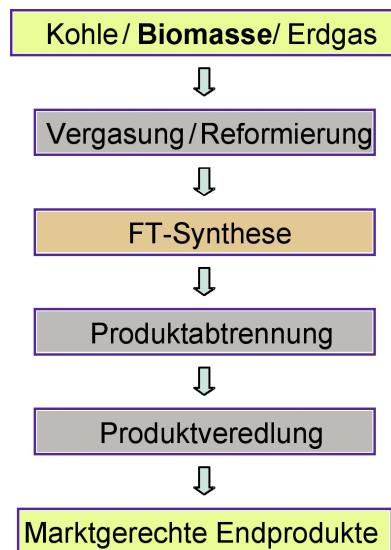 Kohle / Biomasse/ Erdgas
Vergasung / Reformierung
FT-Synthese
Produktabtrennung
Produktveredlung
Marktgerechte Endprodukte